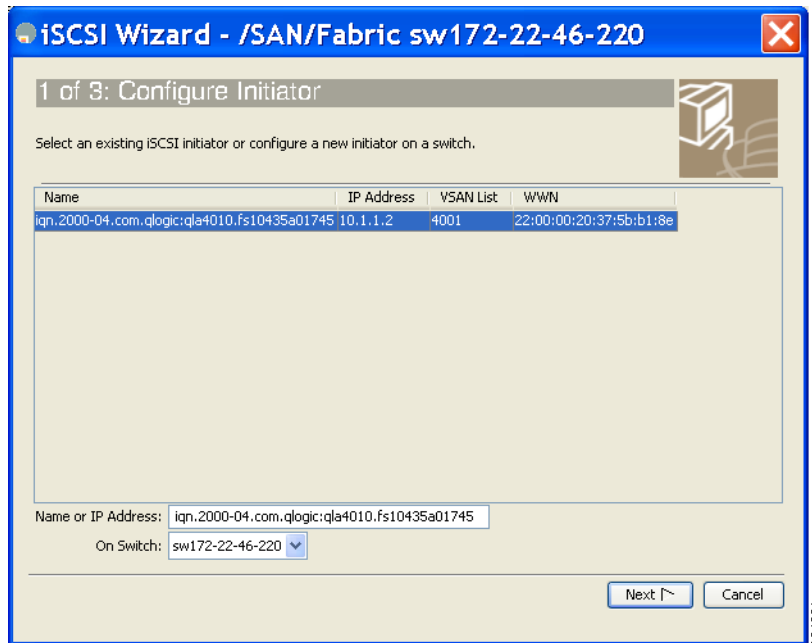 iSCSI Wizard - /SAN/Fabric sw172-22-46-220
1 of 3: Configure Initiator
Select an existing iSCSI initiator or configure a new initiator on a switch.
Name IP Address VSAN List WWN
iqn.2000-04.com.qlogic:qla4010.fs10435a01745 10.1.1.2 4001 22:00:00:20:37:5b:b1:8e
Name or IP Address: iqn.2000-04.com.qlogic:qla4010.fs10435a01745
On Switch: sw172-22-46-220
Next Cancel